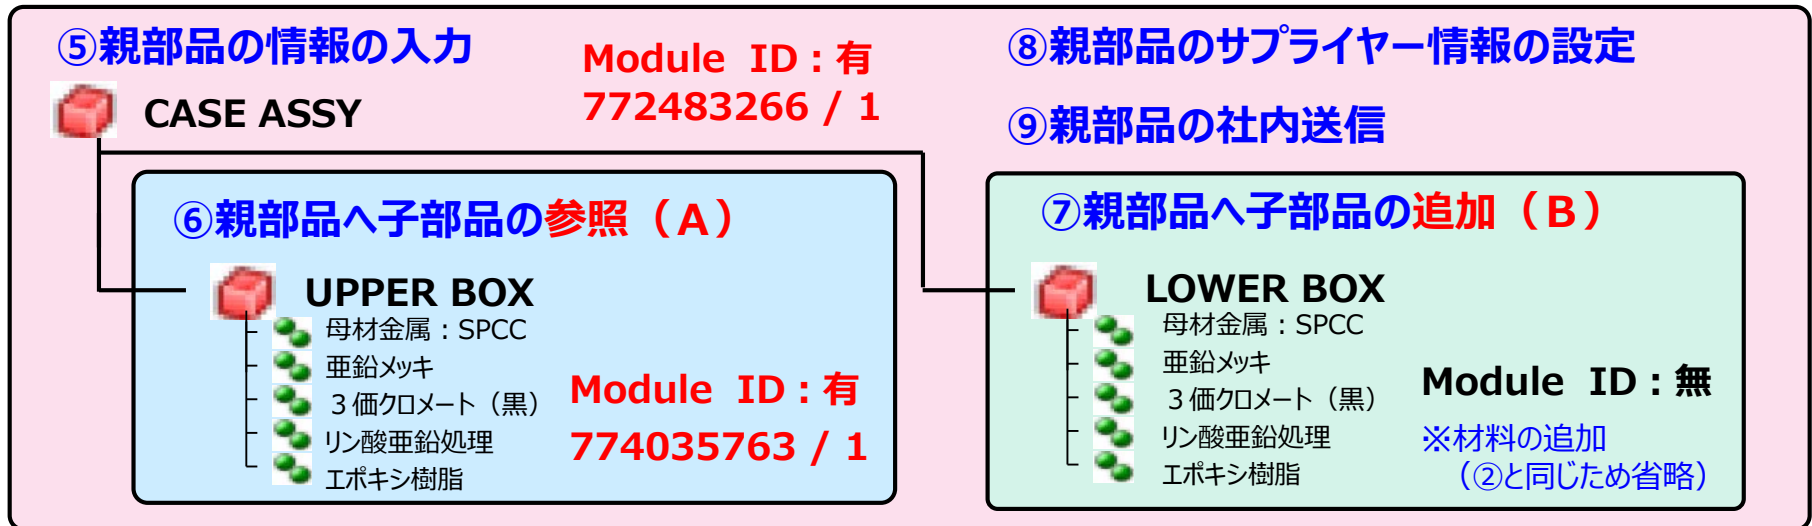 ⑤親部品の情報の入力
Module ID：有
772483266 / 1
CASE ASSY
⑧親部品のサプライヤー情報の設定
⑨親部品の社内送信
⑥親部品へ子部品の参照（A）
UPPER BOX
母材金属：SPCC
亜鉛メッキ
３価クロメート（黒）
リン酸亜鉛処理
エポキシ樹脂
Module ID：有
774035763 / 1
⑦親部品へ子部品の追加（B）
LOWER BOX
母材金属：SPCC
亜鉛メッキ
３価クロメート（黒）
リン酸亜鉛処理
エポキシ樹脂
Module ID：無
※材料の追加
（②と同じため省略）